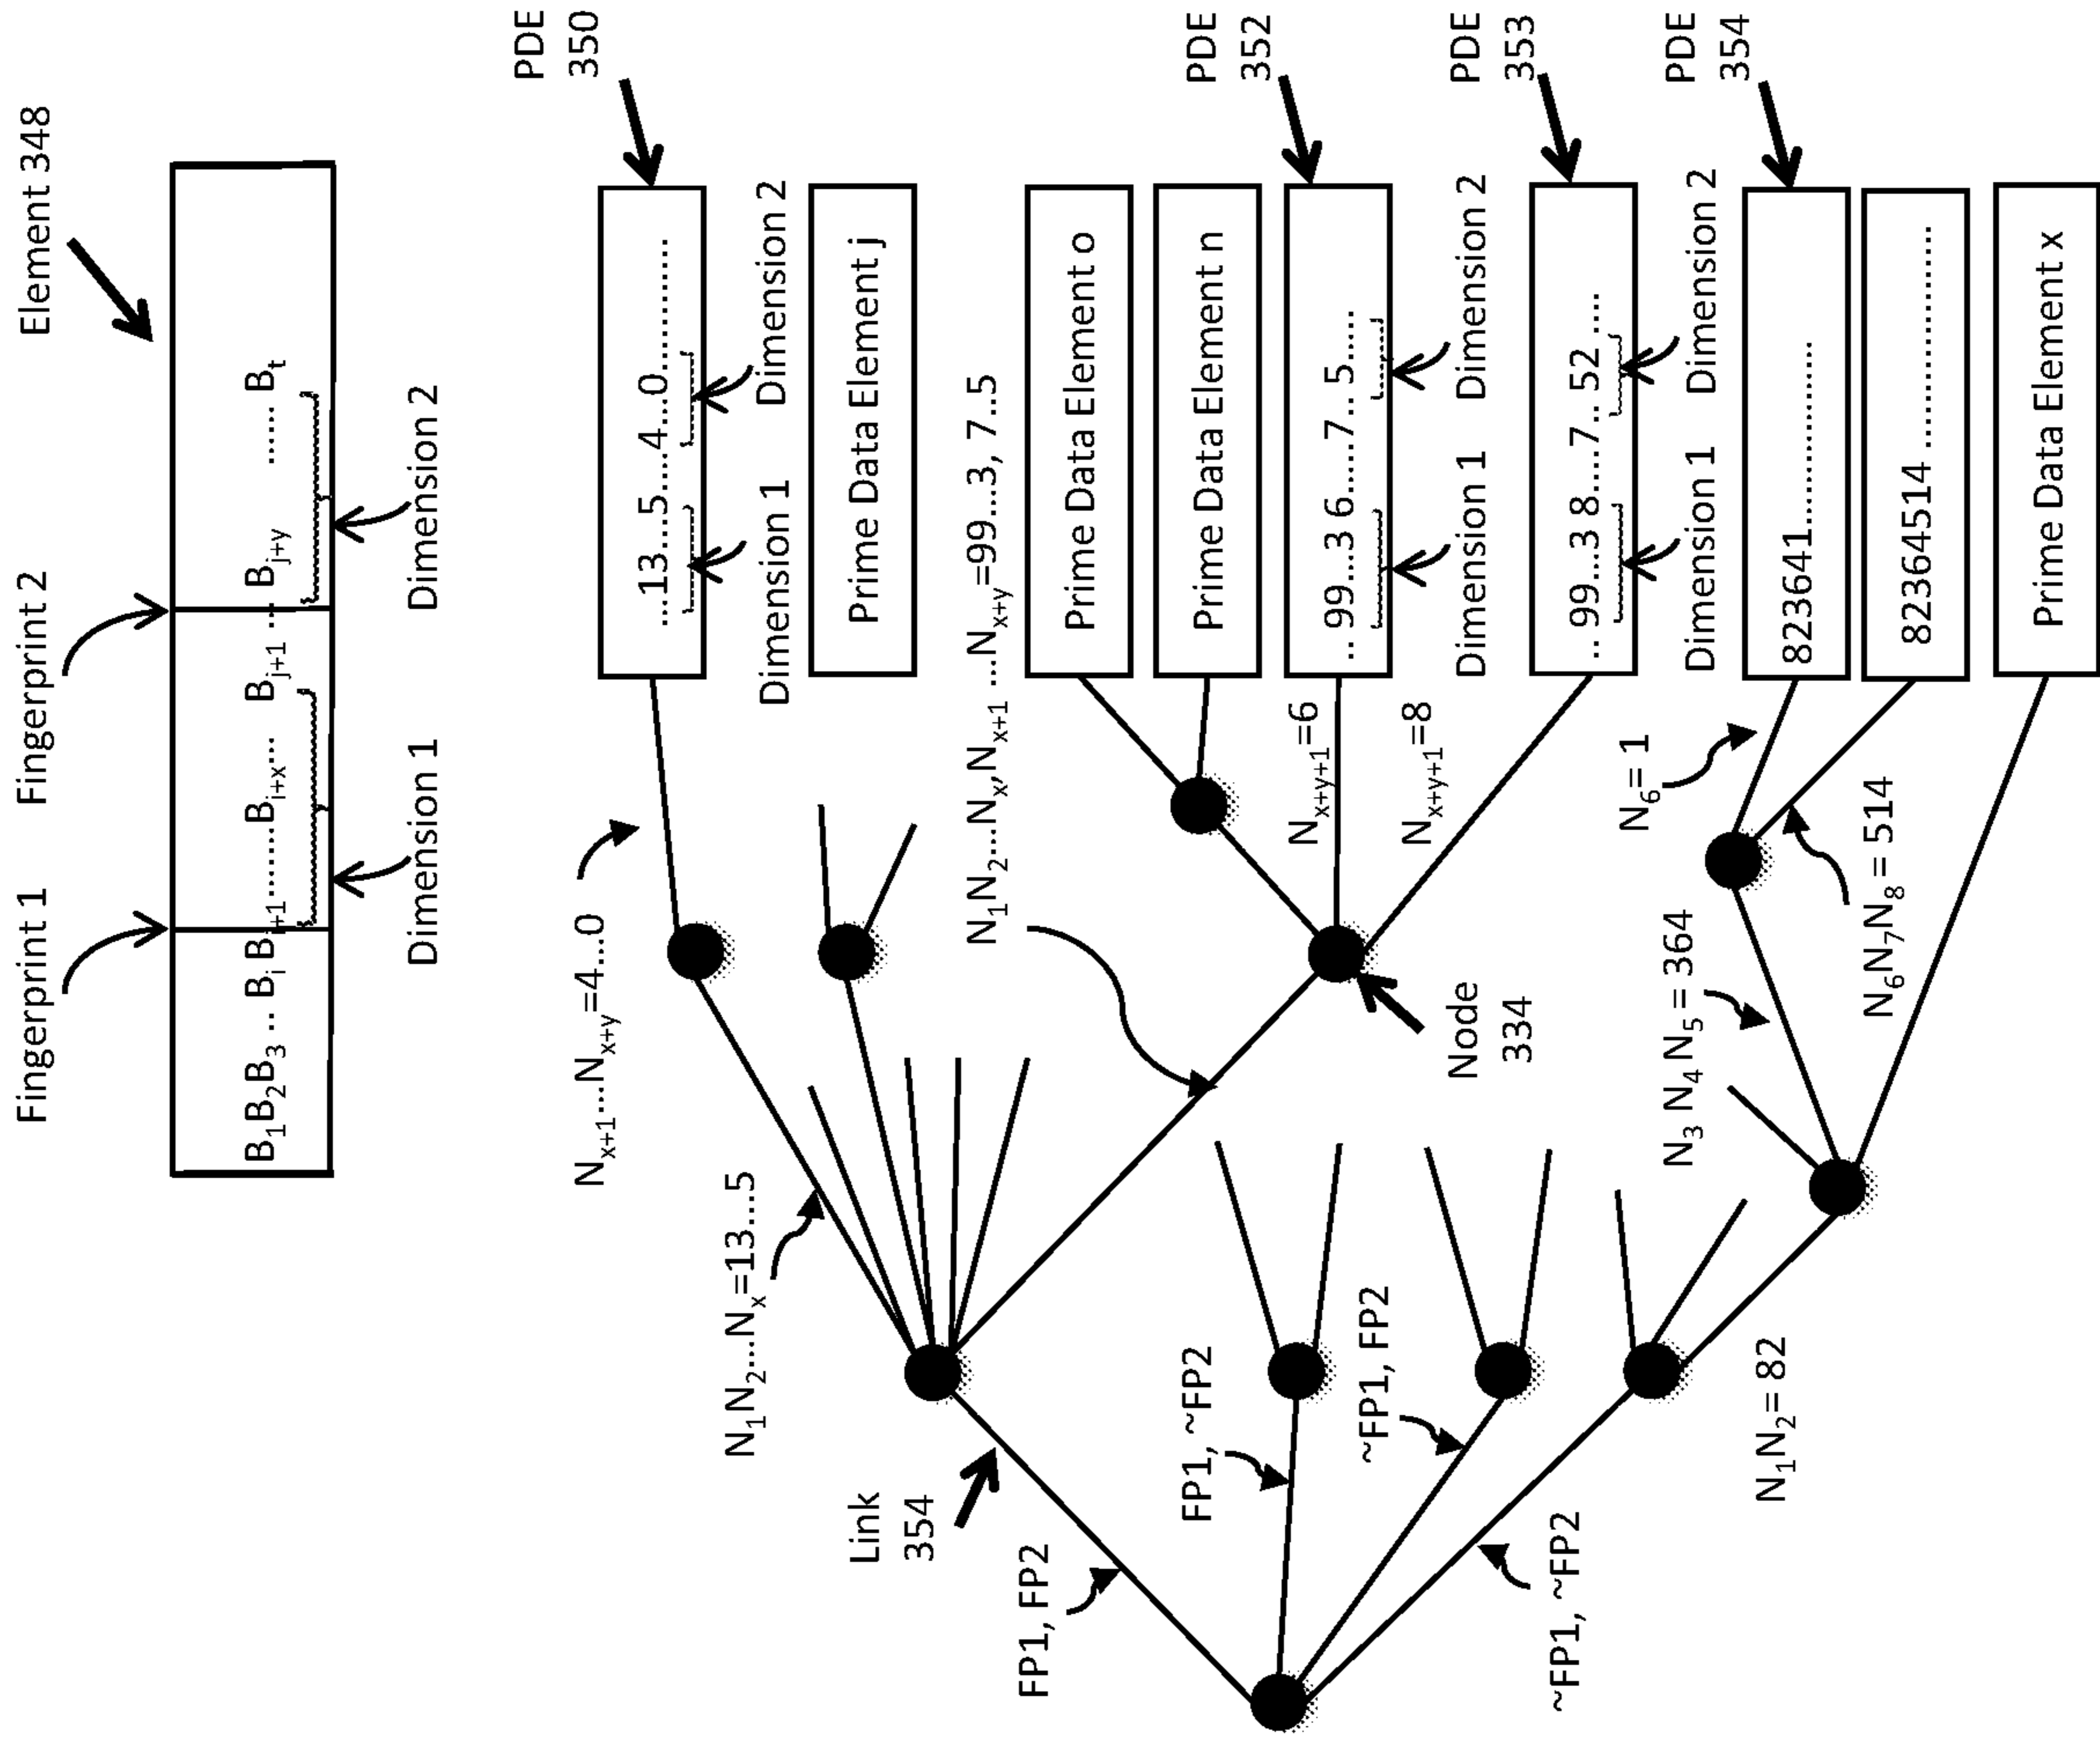 Element 348
Fingerprint 1
Fingerprint 2
B1B2B3 .. Bi Bi+1.........Bi+x... Bj+1 ... Bj+y ...... Bt
Dimension 1
Dimension 2
PDE
350
...13...5.....4...0............
Dimension 1
Dimension 2
Nx+1....Nx+y=4...0
N1N2....Nx=13...5
Prime Data Element j
N1N2....Nx,Nx+1 ....Nx+y=99...3, 7..5
Link
354
FP1, FP2
Prime Data Element o
Prime Data Element n
PDE
352
.. 99...3 6.....7.. 5.....
Dimension 1
Dimension 2
Nx+y+1=6
Nx+y+1=8
Node
334
FP1, ~FP2
~FP1, FP2
~FP1, ~FP2
PDE
353
.. 99...3 8.....7.. 52 ....
Dimension 1
Dimension 2
PDE
354
823641................
N6= 1
N3 N4 N5 = 364
N1N2= 82
N6N7N8 = 514
82364514 ...................
Prime Data Element x